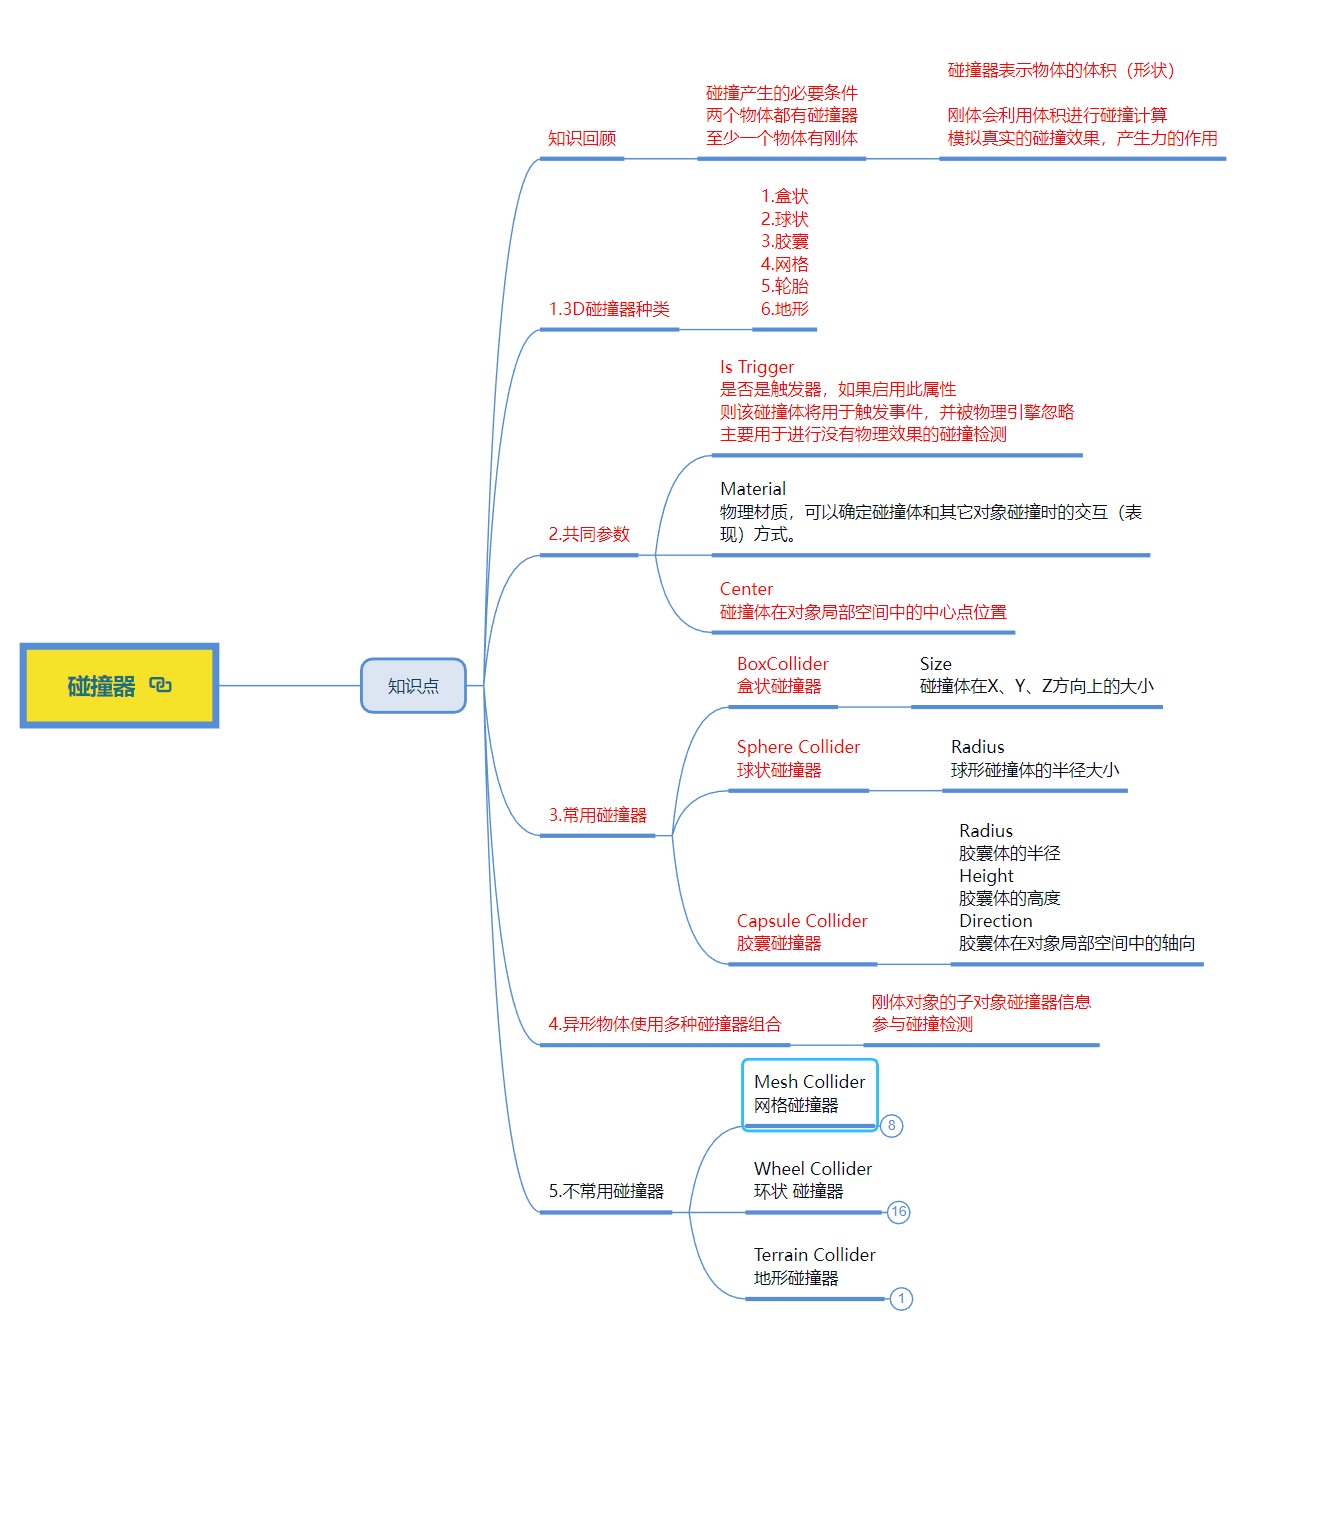 碰撞器
知识点
知识回顾
碰撞产生的必要条件
两个物体都有碰撞器
至少一个物体有刚体
碰撞器表示物体的体积（形状）
刚体会利用体积进行碰撞计算
模拟真实的碰撞效果，产生力的作用
1.3D碰撞器种类
1.盒状
2.球状
3.胶囊
4.网格
5.轮胎
6.地形
2.共同参数
Is Trigger
是否是触发器，如果启用此属性
则该碰撞体将用于触发事件，并被物理引擎忽略
主要用于进行没有物理效果的碰撞检测
Material
物理材质，可以确定碰撞体和其它对象碰撞时的交互（表
现）方式。
Center
碰撞体在对象局部空间中的中心点位置
3.常用碰撞器
BoxCollider
盒状碰撞器
Size
碰撞体在X、Y、Z方向上的大小
Sphere Collider
球状碰撞器
Radius
球形碰撞体的半径大小
Capsule Collider
胶囊碰撞器
Radius
胶囊体的半径
Height
胶囊体的高度
Direction
胶囊体在对象局部空间中的轴向
4.异形物体使用多种碰撞器组合
刚体对象的子对象碰撞器信息
参与碰撞检测
5.不常用碰撞器
Mesh Collider
网格碰撞器
8
Wheel Collider
环状 碰撞器
16
Terrain Collider
地形碰撞器
1